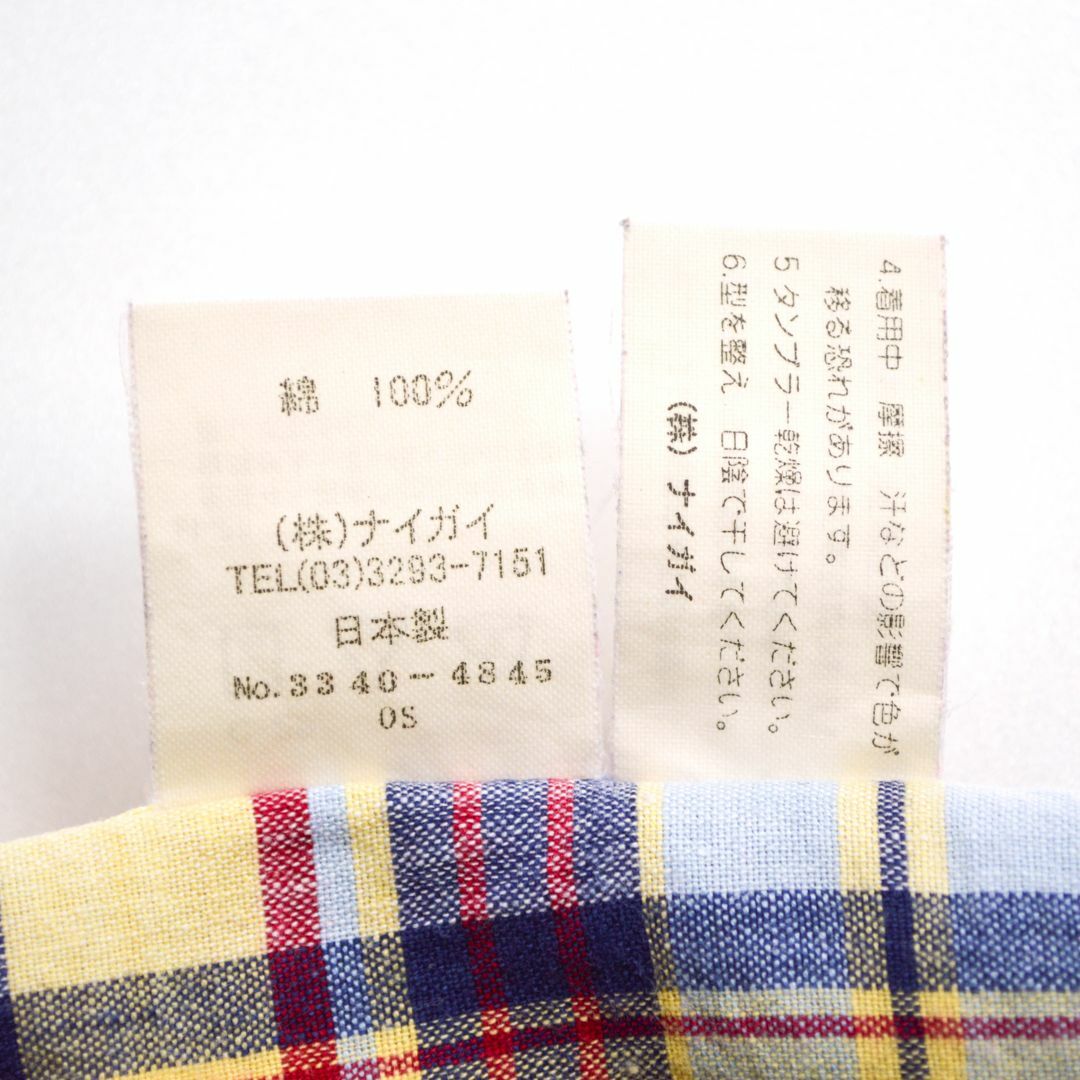 綿 100%
(株)ナイガイ
TEL(03)3293-7151
日本製
No.3340-4845
OS
4.着用中 摩擦 汗などの影響で色が
移る恐れがあります。
5タンブラー乾燥は避けてください。
6.型を整え 日陰で干してください。
(株)ナイガイ